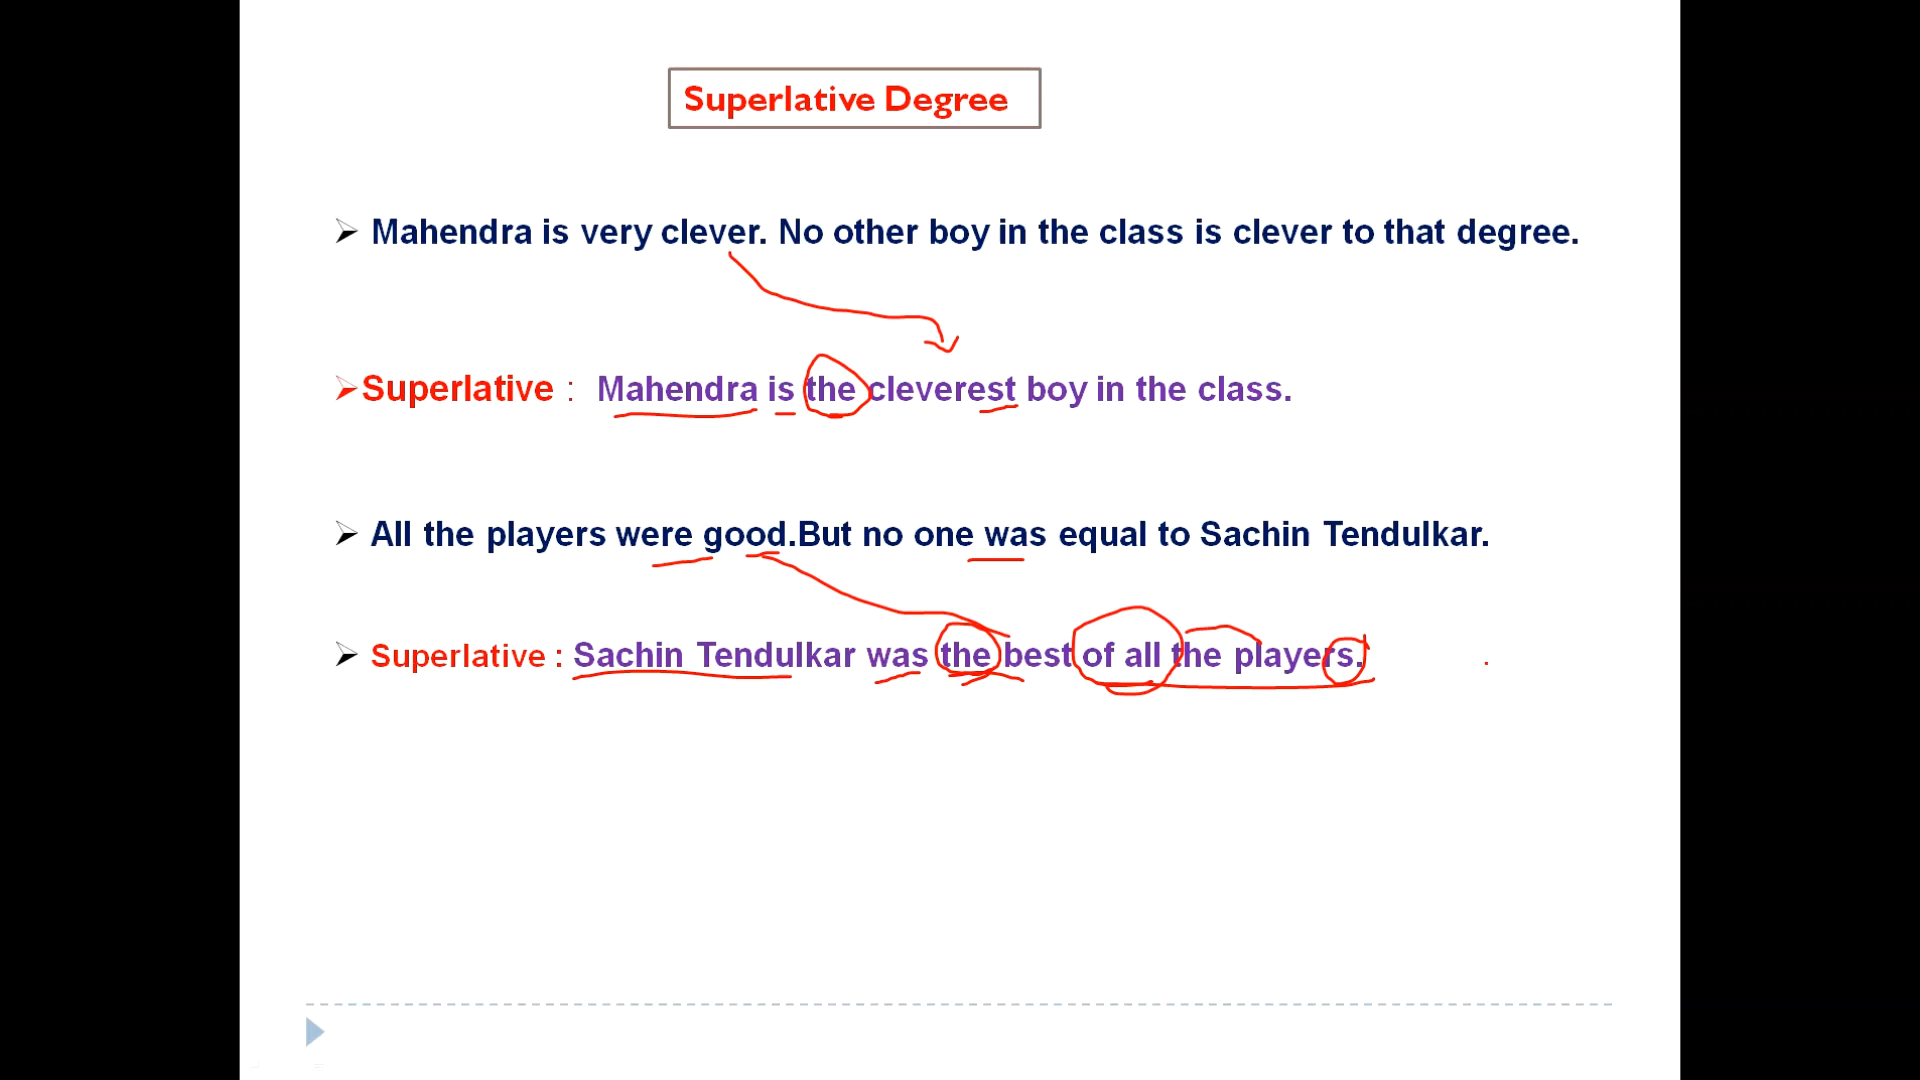 Superlative Degree
Mahendra is very clever. No other boy in the class is clever to that degree.
Superlative : Mahendra is the cleverest boy in the class.
All the players were good.But no one was equal to Sachin Tendulkar.
Superlative : Sachin Tendulkar was the best of all the players.